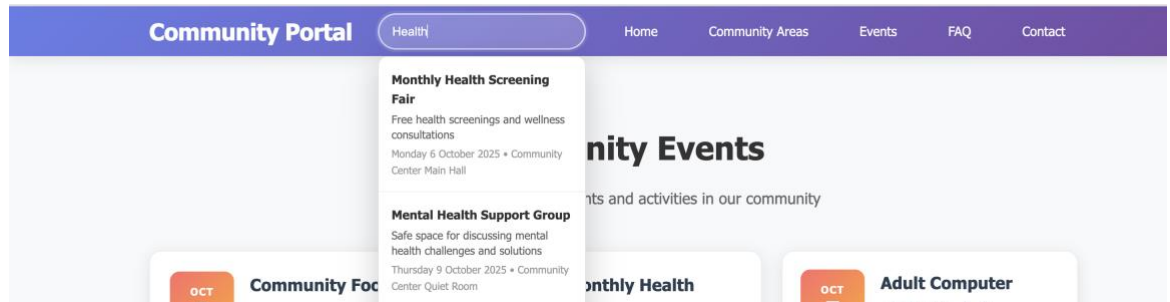 Community Portal
Health
Home
Community Areas
Events
FAQ
Contact
Monthly Health Screening
Fair
Free health screenings and wellness
consultations
Monday 6 October 2025 • Community
Center Main Hall
Mental Health Support Group
Safe space for discussing mental
health challenges and solutions
Thursday 9 October 2025 • Community
Center Quiet Room
nity Events
nts and activities in our community
OCT
Community Foo
onthly Health
OCT
Adult Computer